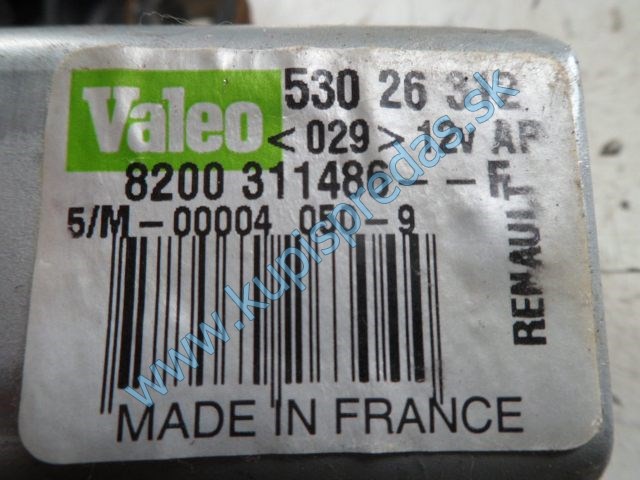 Valeo
530 26 312
<029> 12V AP
8200 311486--F
5/M-00004 050-9
RENAULT
MADE IN FRANCE
www.kupispredas.sk